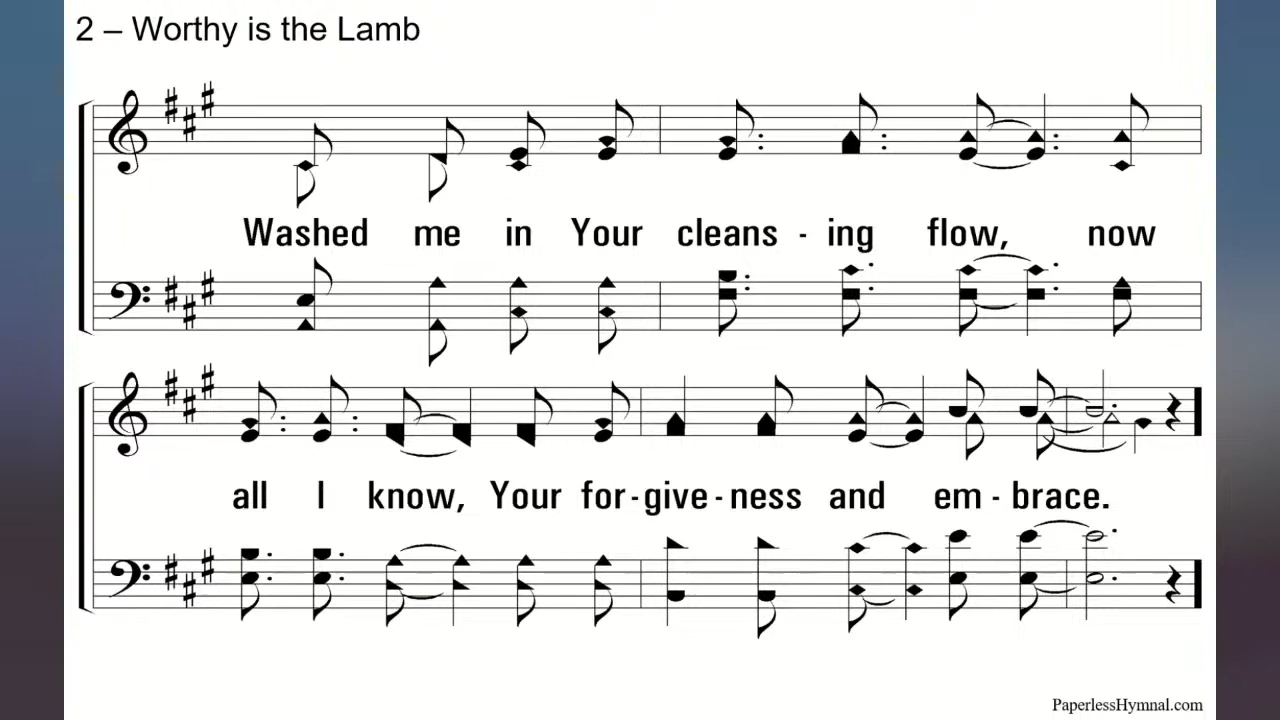 2 – Worthy is the Lamb
Washed me in Your cleans - ing flow, now
all I know, Your for - give - ness and em - brace.
PaperlessHymnal.com